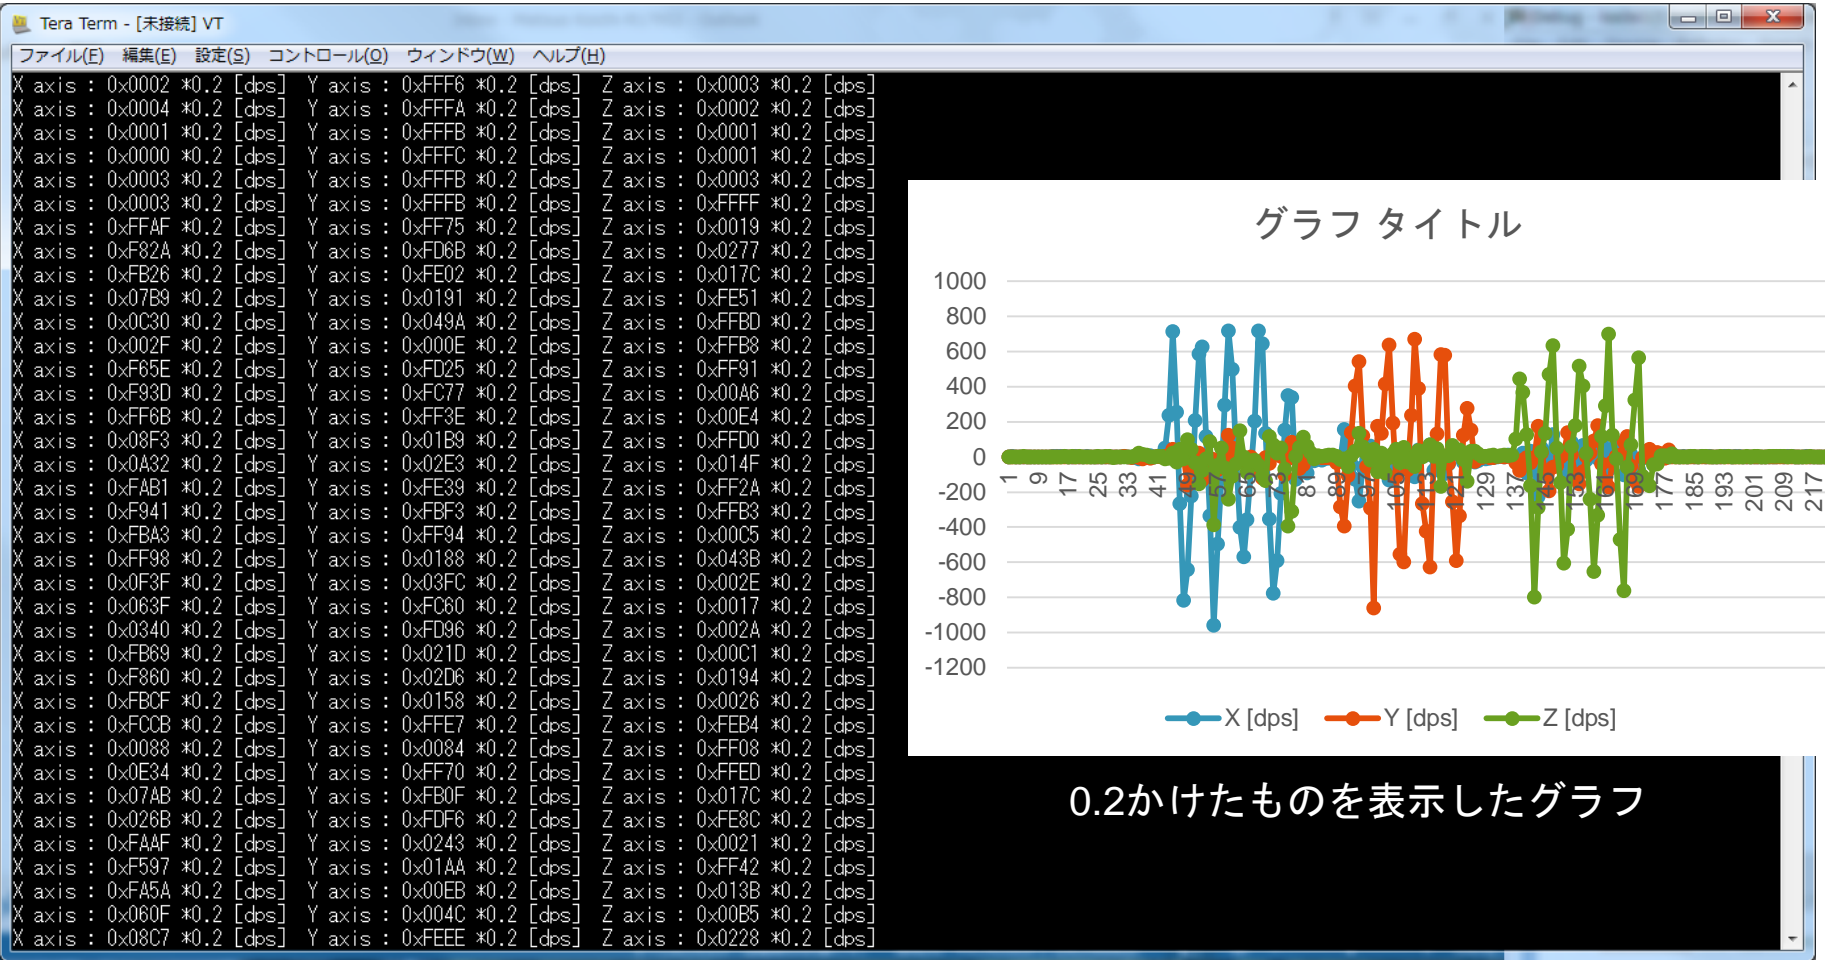 Tera Term - [未接続] VT
ファイル(F) 編集(E) 設定(S) コントロール(O) ウィンドウ(W) ヘルプ(H)
X axis : 0x0002 *0.2 [dps]  Y axis : 0xFFF6 *0.2 [dps]  Z axis : 0x0003 *0.2 [dps]
X axis : 0x0004 *0.2 [dps]  Y axis : 0xFFFA *0.2 [dps]  Z axis : 0x0002 *0.2 [dps]
X axis : 0x0001 *0.2 [dps]  Y axis : 0xFFFB *0.2 [dps]  Z axis : 0x0001 *0.2 [dps]
X axis : 0x0000 *0.2 [dps]  Y axis : 0xFFFC *0.2 [dps]  Z axis : 0x0001 *0.2 [dps]
X axis : 0x0003 *0.2 [dps]  Y axis : 0xFFFB *0.2 [dps]  Z axis : 0x0003 *0.2 [dps]
X axis : 0x0003 *0.2 [dps]  Y axis : 0xFFFB *0.2 [dps]  Z axis : 0xFFFF *0.2 [dps]
X axis : 0xFFAF *0.2 [dps]  Y axis : 0xFF75 *0.2 [dps]  Z axis : 0x0019 *0.2 [dps]
X axis : 0xF82A *0.2 [dps]  Y axis : 0xFD6B *0.2 [dps]  Z axis : 0x0277 *0.2 [dps]
X axis : 0xFB26 *0.2 [dps]  Y axis : 0xFE02 *0.2 [dps]  Z axis : 0x017C *0.2 [dps]
X axis : 0x07B9 *0.2 [dps]  Y axis : 0x0191 *0.2 [dps]  Z axis : 0xFE51 *0.2 [dps]
X axis : 0x0C30 *0.2 [dps]  Y axis : 0x049A *0.2 [dps]  Z axis : 0xFFBD *0.2 [dps]
X axis : 0x002F *0.2 [dps]  Y axis : 0x000E *0.2 [dps]  Z axis : 0xFFB8 *0.2 [dps]
X axis : 0xF65E *0.2 [dps]  Y axis : 0xFD25 *0.2 [dps]  Z axis : 0xFF91 *0.2 [dps]
X axis : 0xF93D *0.2 [dps]  Y axis : 0xFC77 *0.2 [dps]  Z axis : 0x00A6 *0.2 [dps]
X axis : 0xFF6B *0.2 [dps]  Y axis : 0xFF3E *0.2 [dps]  Z axis : 0x00E4 *0.2 [dps]
X axis : 0x08F3 *0.2 [dps]  Y axis : 0x01B9 *0.2 [dps]  Z axis : 0xFFD0 *0.2 [dps]
X axis : 0x0A32 *0.2 [dps]  Y axis : 0x02E3 *0.2 [dps]  Z axis : 0x014F *0.2 [dps]
X axis : 0xFAB1 *0.2 [dps]  Y axis : 0xFE39 *0.2 [dps]  Z axis : 0xFF2A *0.2 [dps]
X axis : 0xF941 *0.2 [dps]  Y axis : 0xFBF3 *0.2 [dps]  Z axis : 0xFFB3 *0.2 [dps]
X axis : 0xFBA3 *0.2 [dps]  Y axis : 0xFF94 *0.2 [dps]  Z axis : 0x00C5 *0.2 [dps]
X axis : 0xFF98 *0.2 [dps]  Y axis : 0x0188 *0.2 [dps]  Z axis : 0x043B *0.2 [dps]
X axis : 0x0F3F *0.2 [dps]  Y axis : 0x03FC *0.2 [dps]  Z axis : 0x002E *0.2 [dps]
X axis : 0x063F *0.2 [dps]  Y axis : 0xFC60 *0.2 [dps]  Z axis : 0x0017 *0.2 [dps]
X axis : 0x0340 *0.2 [dps]  Y axis : 0xFD96 *0.2 [dps]  Z axis : 0x002A *0.2 [dps]
X axis : 0xFB69 *0.2 [dps]  Y axis : 0x021D *0.2 [dps]  Z axis : 0x00C1 *0.2 [dps]
X axis : 0xF860 *0.2 [dps]  Y axis : 0x02D6 *0.2 [dps]  Z axis : 0x0194 *0.2 [dps]
X axis : 0xFBCF *0.2 [dps]  Y axis : 0x0158 *0.2 [dps]  Z axis : 0x0026 *0.2 [dps]
X axis : 0xFCCB *0.2 [dps]  Y axis : 0xFFE7 *0.2 [dps]  Z axis : 0xFEB4 *0.2 [dps]
X axis : 0x0088 *0.2 [dps]  Y axis : 0x0084 *0.2 [dps]  Z axis : 0xFF08 *0.2 [dps]
X axis : 0x0E34 *0.2 [dps]  Y axis : 0xFF70 *0.2 [dps]  Z axis : 0xFFED *0.2 [dps]
X axis : 0x07AB *0.2 [dps]  Y axis : 0xFB0F *0.2 [dps]  Z axis : 0x017C *0.2 [dps]
X axis : 0x026B *0.2 [dps]  Y axis : 0xFDF6 *0.2 [dps]  Z axis : 0xFE8C *0.2 [dps]
X axis : 0xFAAF *0.2 [dps]  Y axis : 0x0243 *0.2 [dps]  Z axis : 0x0021 *0.2 [dps]
X axis : 0xF597 *0.2 [dps]  Y axis : 0x01AA *0.2 [dps]  Z axis : 0xFF42 *0.2 [dps]
X axis : 0xFA5A *0.2 [dps]  Y axis : 0x00EB *0.2 [dps]  Z axis : 0x013B *0.2 [dps]
X axis : 0x060F *0.2 [dps]  Y axis : 0x004C *0.2 [dps]  Z axis : 0x00B5 *0.2 [dps]
X axis : 0x08C7 *0.2 [dps]  Y axis : 0xFEEE *0.2 [dps]  Z axis : 0x0228 *0.2 [dps]
グラフ タイトル
1000
800
600
400
200
0
-200
-400
-600
-800
-1000
-1200
1 9 17 25 33 41 49 57 65 73 81 89 97 105 113 121 129 137 145 153 161 169 177 185 193 201 209 217
X [dps] Y [dps] Z [dps]
0.2かけたものを表示したグラフ